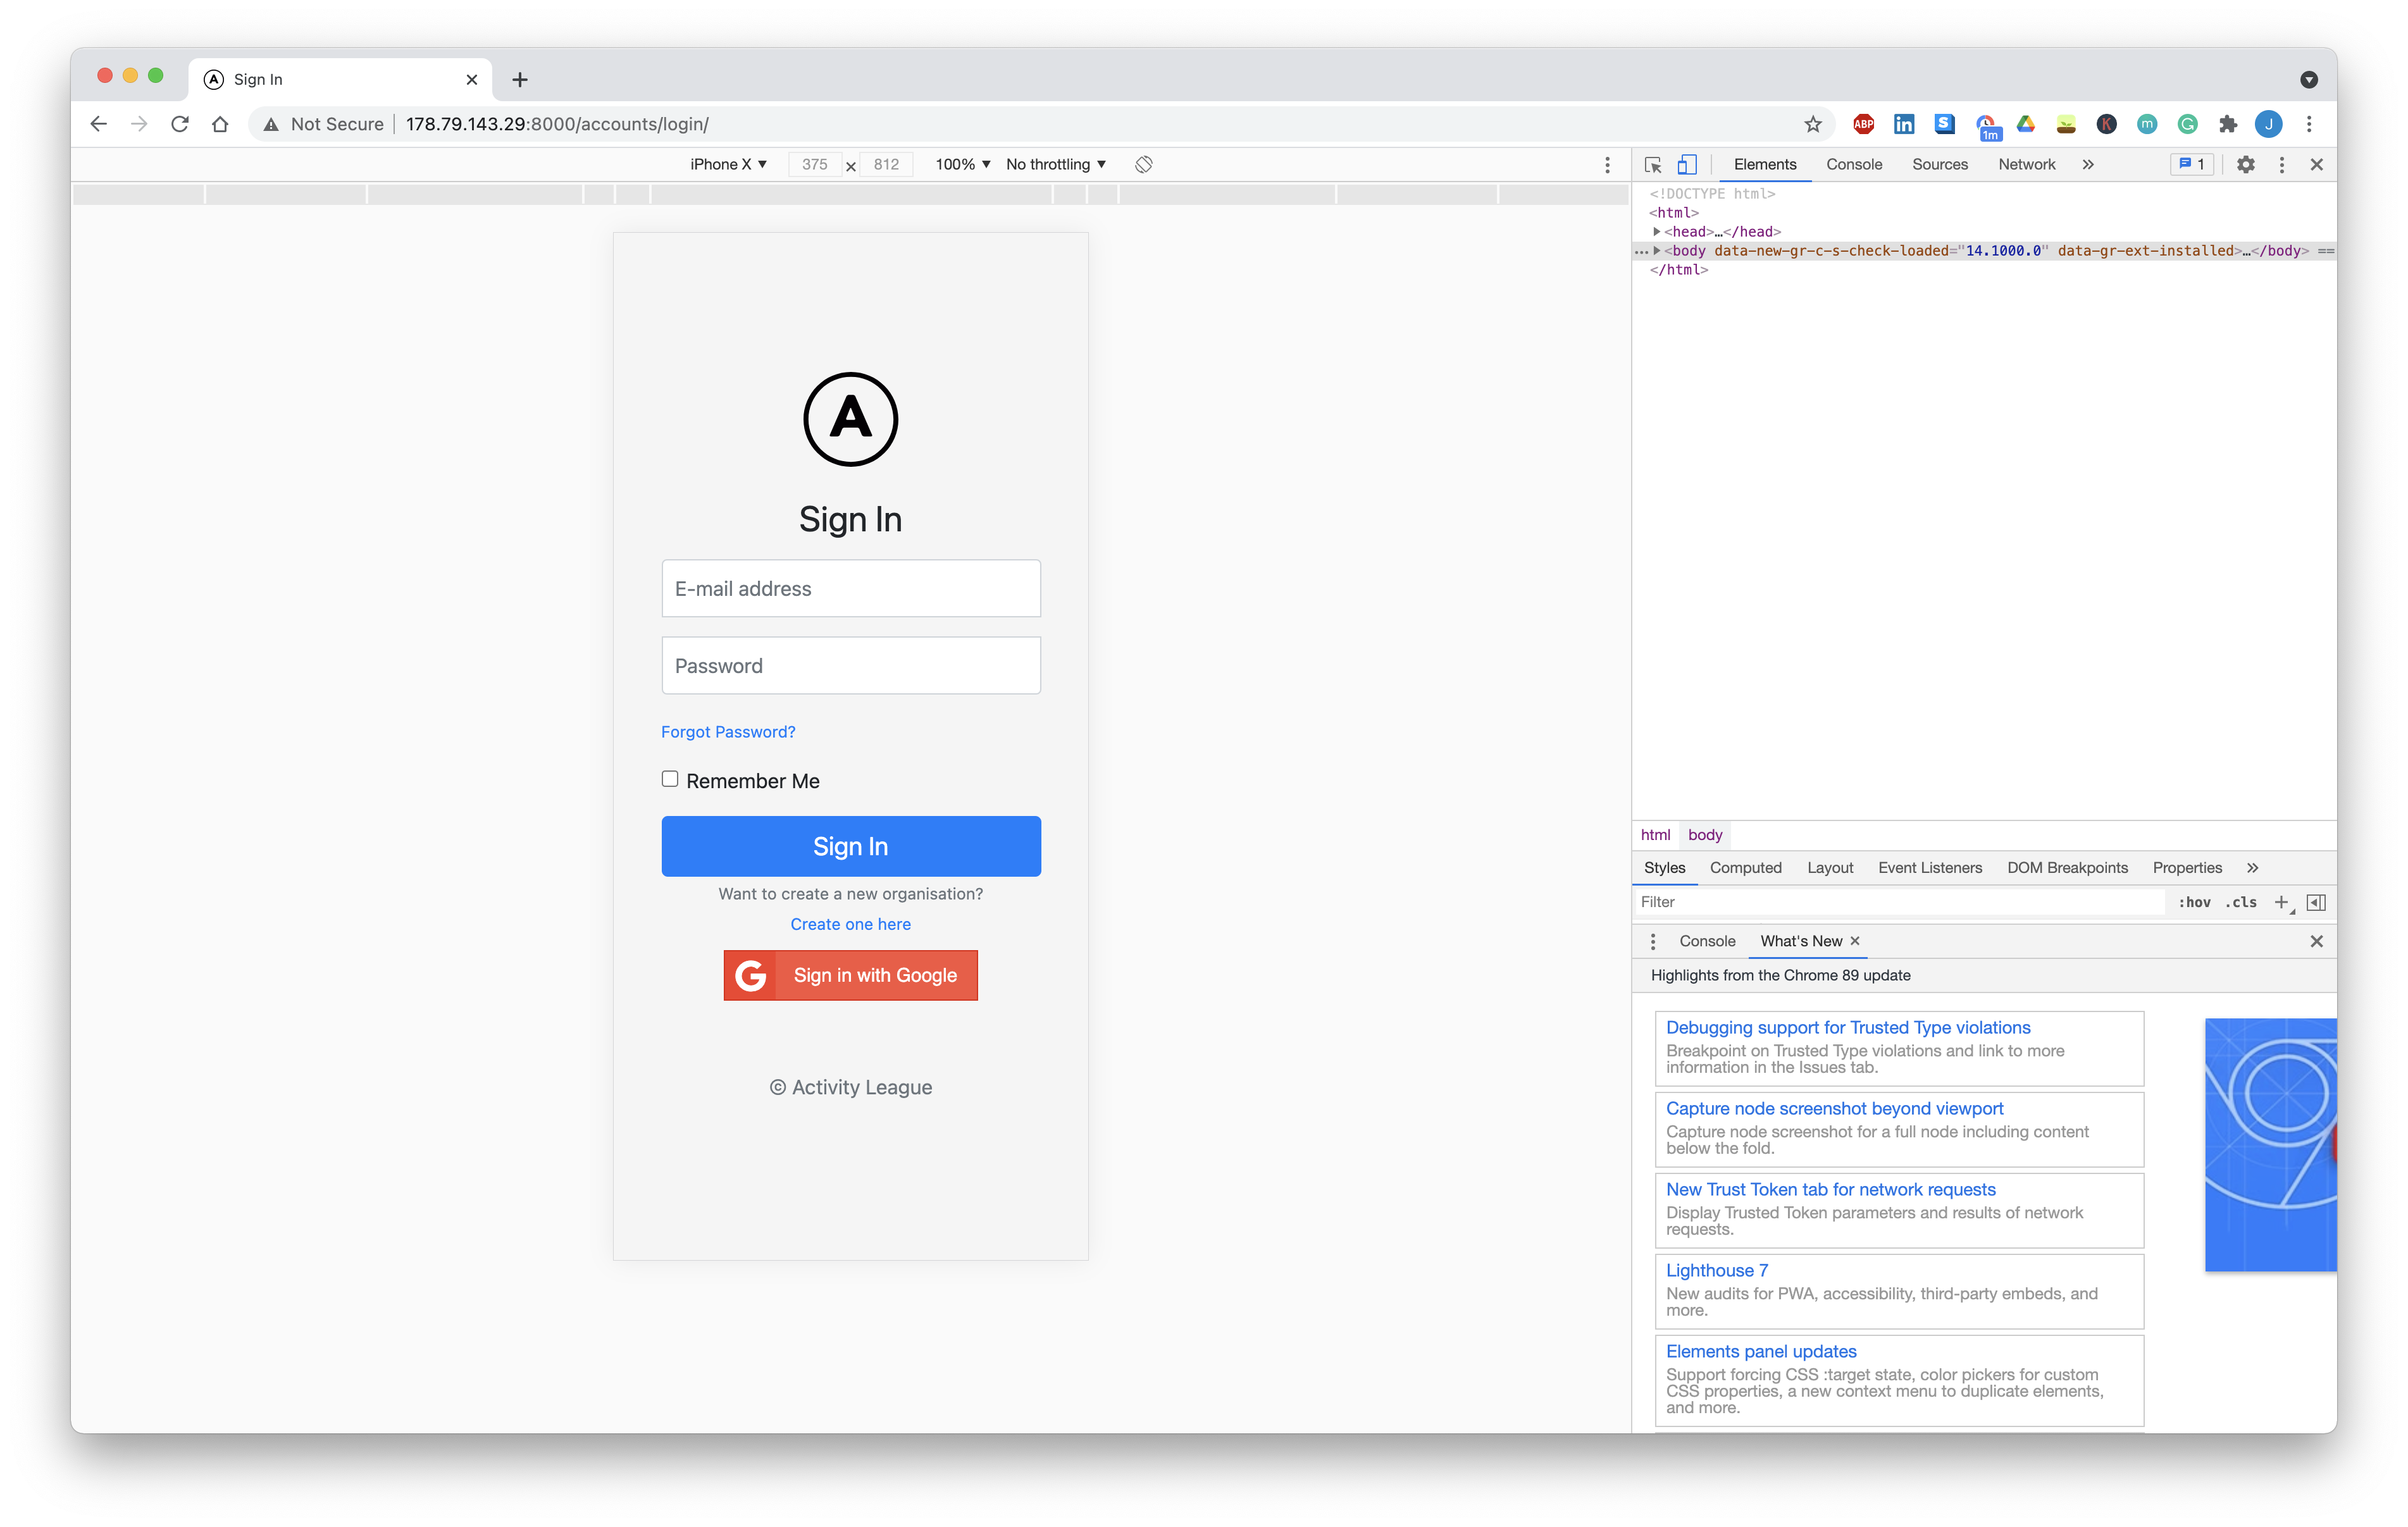 Sign In
Not Secure | 178.79.143.29:8000/accounts/login/
ABP
1m
K
m
G
J
iPhone X 375 x 812 100% No throttling
Elements Console Sources Network 1
<!DOCTYPE html>
<html>
<head>…</head>
<body data-new-gr-c-s-check-loaded="14.1000.0" data-gr-ext-installed>…</body> ==
</html>
A
Sign In
E-mail address
Password
Forgot Password?
Remember Me
Sign In
Want to create a new organisation?
Create one here
G Sign in with Google
© Activity League
html body
Styles Computed Layout Event Listeners DOM Breakpoints Properties
Filter :hov .cls
Console What's New
Highlights from the Chrome 89 update
Debugging support for Trusted Type violations
Breakpoint on Trusted Type violations and link to more
information in the Issues tab.
Capture node screenshot beyond viewport
Capture node screenshot for a full node including content
below the fold.
New Trust Token tab for network requests
Display Trusted Token parameters and results of network
requests.
Lighthouse 7
New audits for PWA, accessibility, third-party embeds, and
more.
Elements panel updates
Support forcing CSS :target state, color pickers for custom
CSS properties, a new context menu to duplicate elements,
and more.